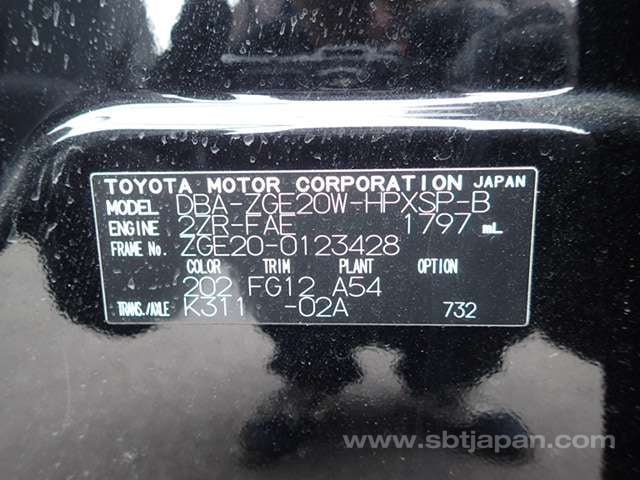 TOYOTA MOTOR CORPORATION JAPAN
MODEL DBA-ZGE20W-HPXSP-B
ENGINE 2ZR-FAE 1797 mL
FRAME No. ZGE20-0123428
COLOR TRIM PLANT OPTION
202 FG12 A54
TRANS./AXLE K311 -02A 732
www.sbtjapan.com